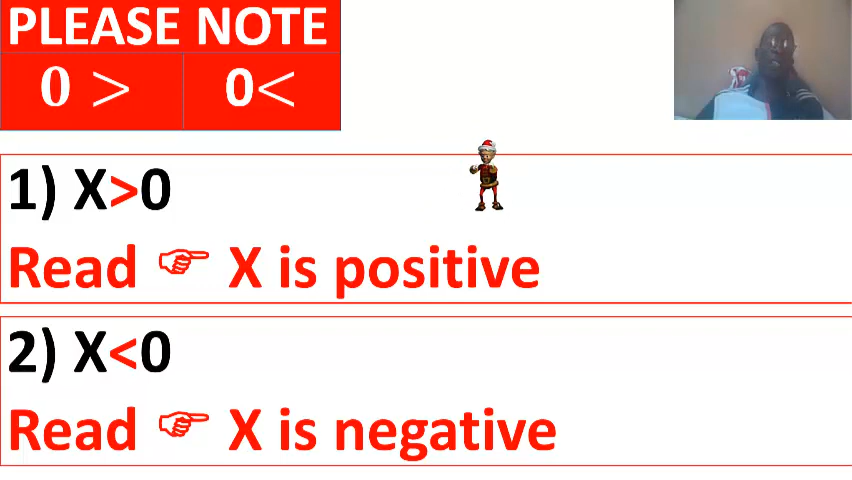 PLEASE NOTE
0 > 0<
1) X>0
Read ☞ X is positive
2) X<0
Read ☞ X is negative